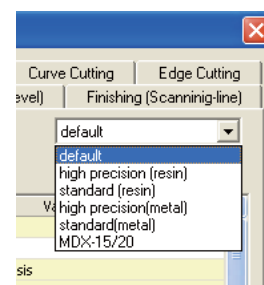 Curve Cutting Edge Cutting
evel) Finishing (Scanninig-line)
default
default
high precision (resin)
standard (resin)
high precision(metal)
standard(metal)
MDX-15/20
Va
sis